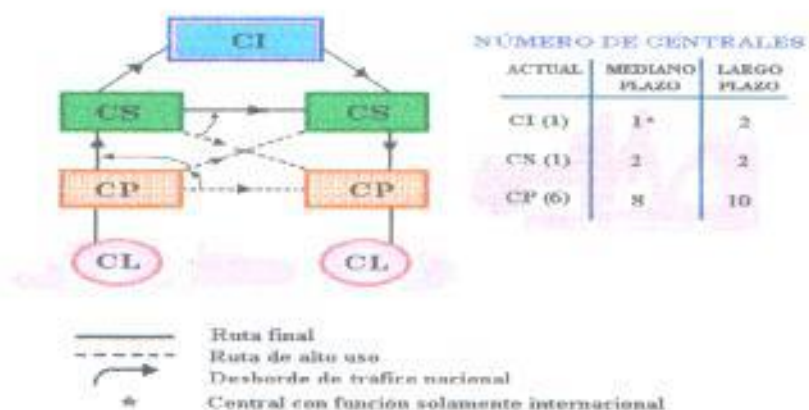 CI
CS CS
CP CP
CL CL
NÚMERO DE CENTRALES
ACTUAL MEDIANO PLAZO LARGO PLAZO
CI (1) 1* 2
CS (1) 2 2
CP (6) 8 10
Ruta final
Ruta de alto uso
Desborde de tráfico nacional
* Central con función solamente internacional